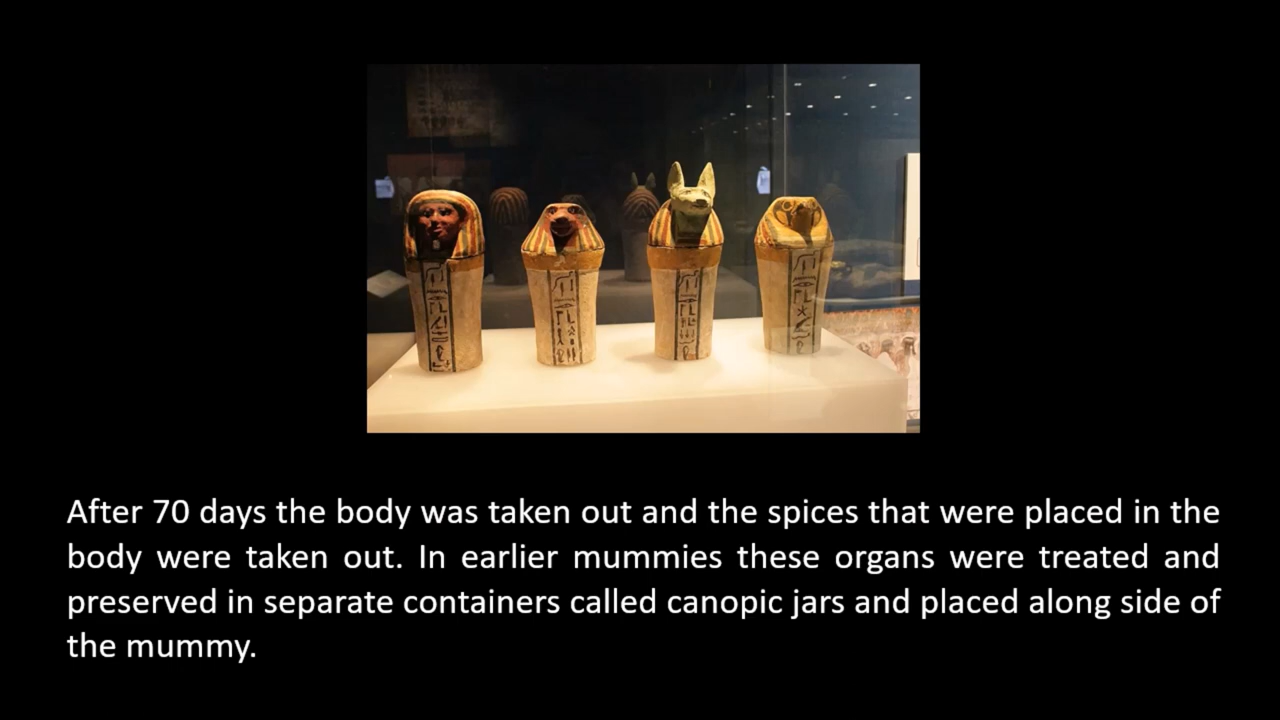 After 70 days the body was taken out and the spices that were placed in the
body were taken out. In earlier mummies these organs were treated and
preserved in separate containers called canopic jars and placed along side of
the mummy.